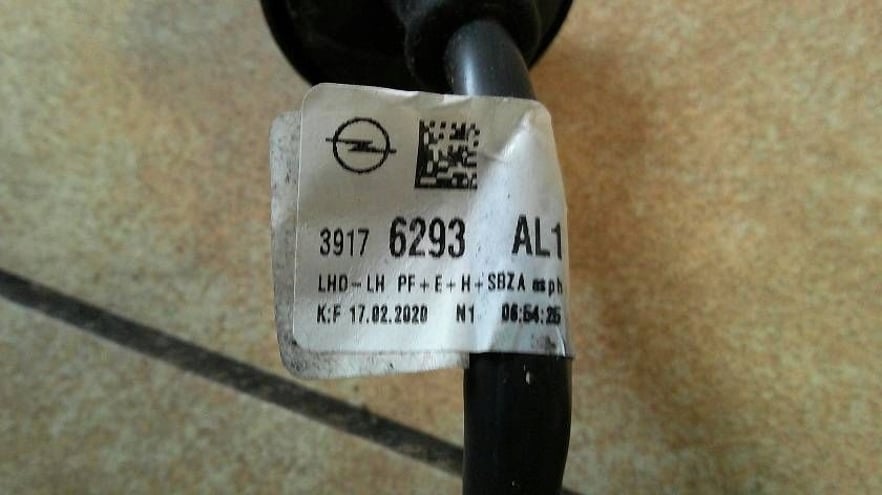 3917 6293 AL1
LHD-LH PF+E+H+SBZA asph
K:F 17.02.2020 N1 06:54:25